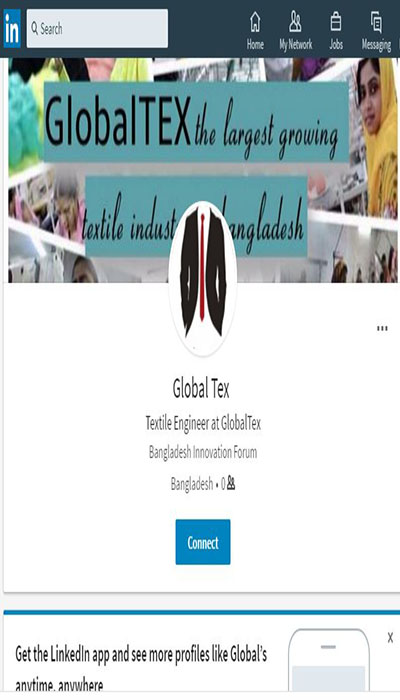 in Search
Home My Network Jobs Messaging
GlobalTEX the largest growing
textile indust angladesh
Global Tex
Textile Engineer at GlobalTex
Bangladesh Innovation Forum
Bangladesh • 0
Connect
Get the LinkedIn app and see more profiles like Global's X
anytime, anywhere